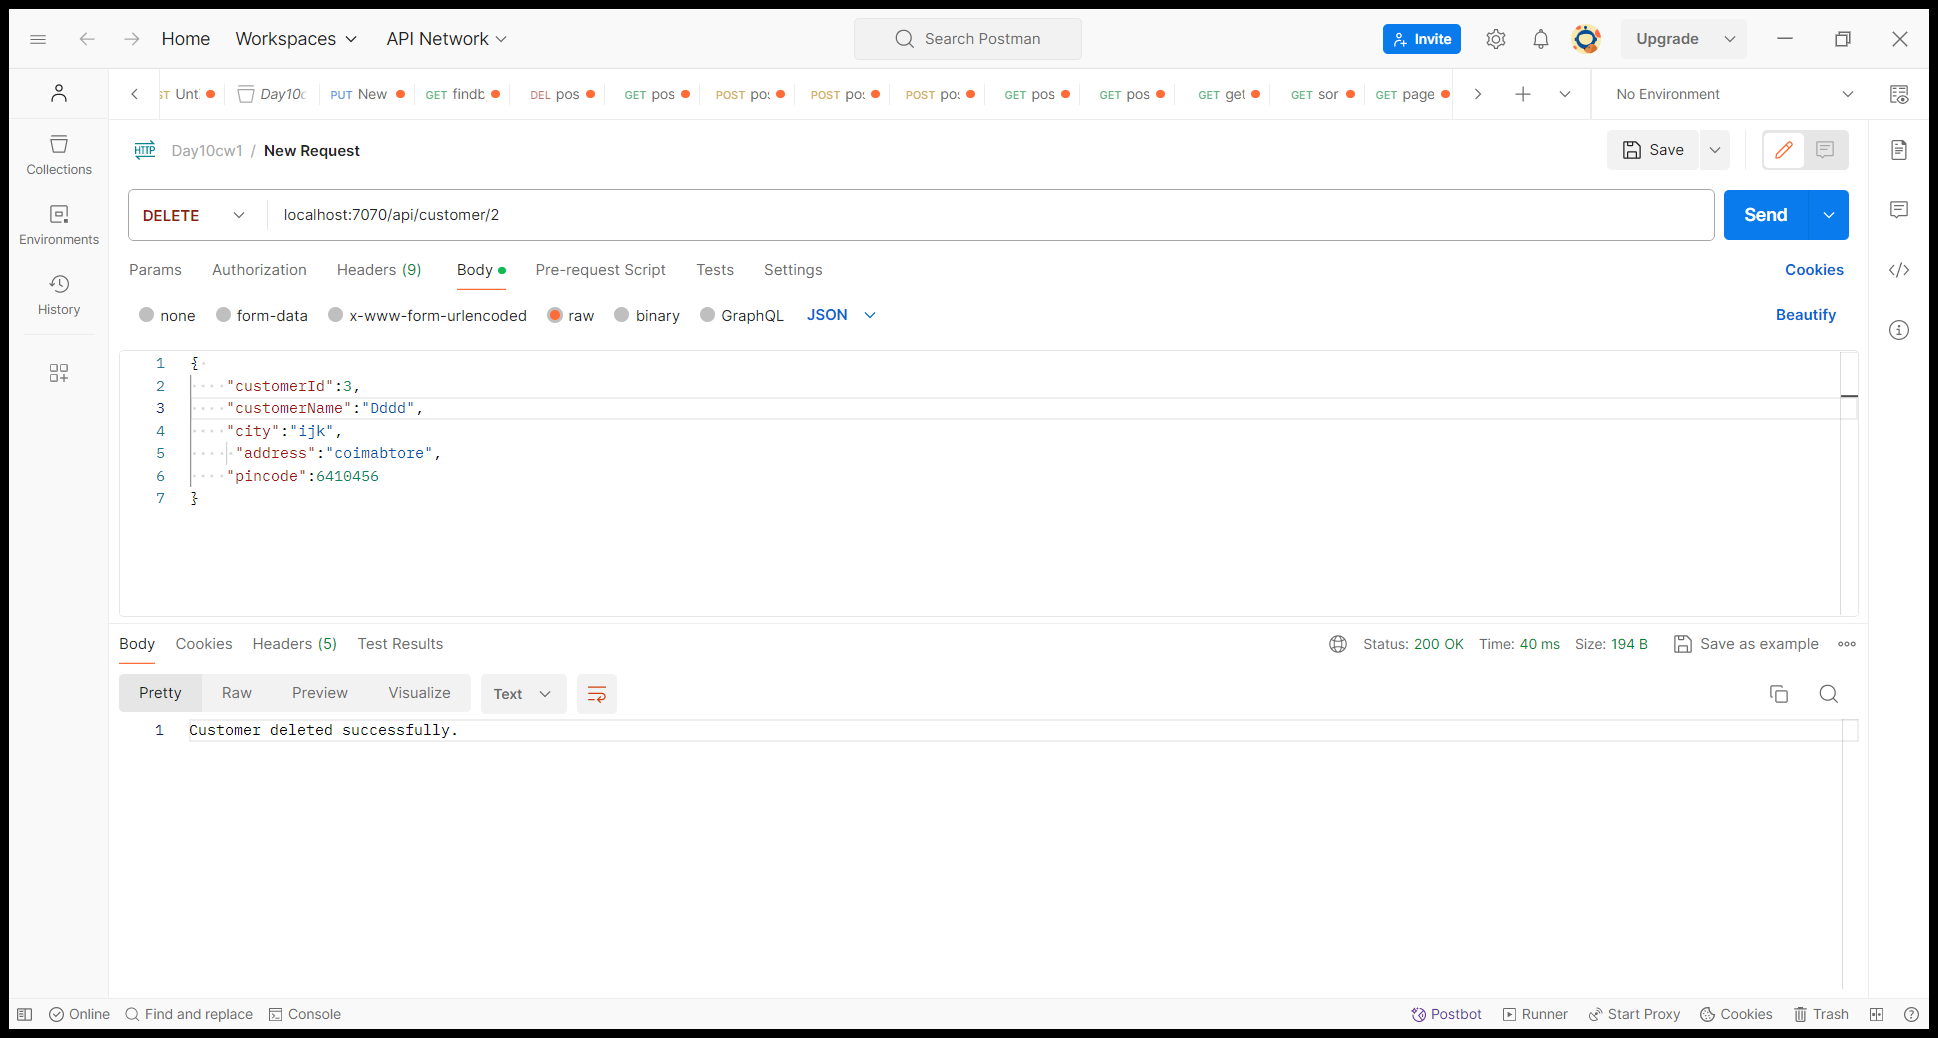 Home Workspaces API Network Search Postman Invite Upgrade
ST Unt Day10c PUT New GET findb DEL pos GET pos POST po POST po POST po GET pos GET pos GET get GET sor GET page No Environment
HTTP Day10cw1 / New Request Save
Collections
Environments
History
DELETE localhost:7070/api/customer/2 Send
Params Authorization Headers (9) Body Pre-request Script Tests Settings Cookies
none form-data x-www-form-urlencoded raw binary GraphQL JSON Beautify
1 {
2 "customerId":3,
3 "customerName":"Dddd",
4 "city":"ijk",
5 "address":"coimabtore",
6 "pincode":6410456
7 }
Body Cookies Headers (5) Test Results Status: 200 OK Time: 40 ms Size: 194 B Save as example
Pretty Raw Preview Visualize Text
1 Customer deleted successfully.
Online Find and replace Console Postbot Runner Start Proxy Cookies Trash